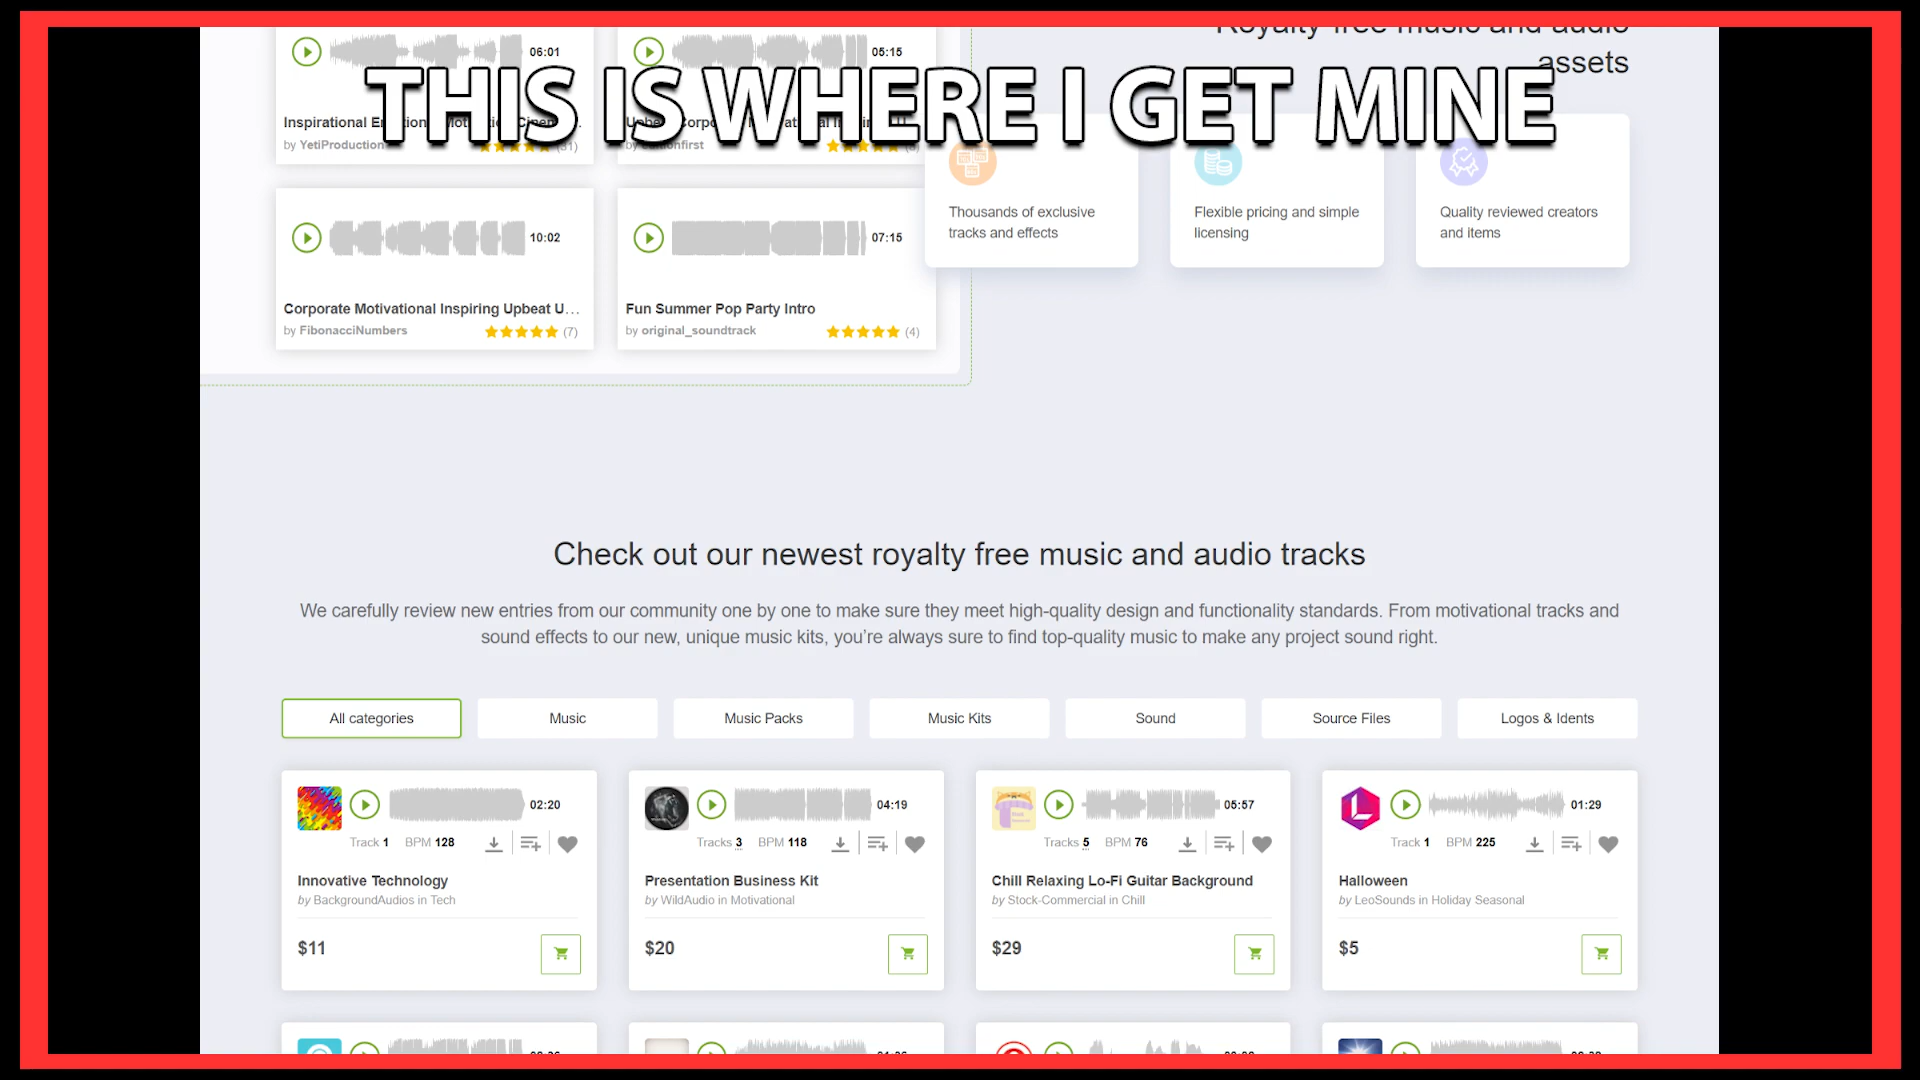 Royalty free music and audio
assets
THIS IS WHERE I GET MINE
06:01
05:15
by YetiProduction
(31)
10:02
07:15
Corporate Motivational Inspiring Upbeat U...
by FibonacciNumbers
(7)
Fun Summer Pop Party Intro
by original_soundtrack
(4)
Thousands of exclusive
tracks and effects
Flexible pricing and simple
licensing
Quality reviewed creators
and items
Check out our newest royalty free music and audio tracks
We carefully review new entries from our community one by one to make sure they meet high-quality design and functionality standards. From motivational tracks and
sound effects to our new, unique music kits, you’re always sure to find top-quality music to make any project sound right.
All categories
Music
Music Packs
Music Kits
Sound
Source Files
Logos & Idents
02:20
Track 1 BPM 128
Innovative Technology
by BackgroundAudios in Tech
$11
04:19
Tracks 3 BPM 118
Presentation Business Kit
by WildAudio in Motivational
$20
05:57
Tracks 5 BPM 76
Chill Relaxing Lo-Fi Guitar Background
by Stock-Commercial in Chill
$29
01:29
Track 1 BPM 225
Halloween
by LeoSounds in Holiday Seasonal
$5